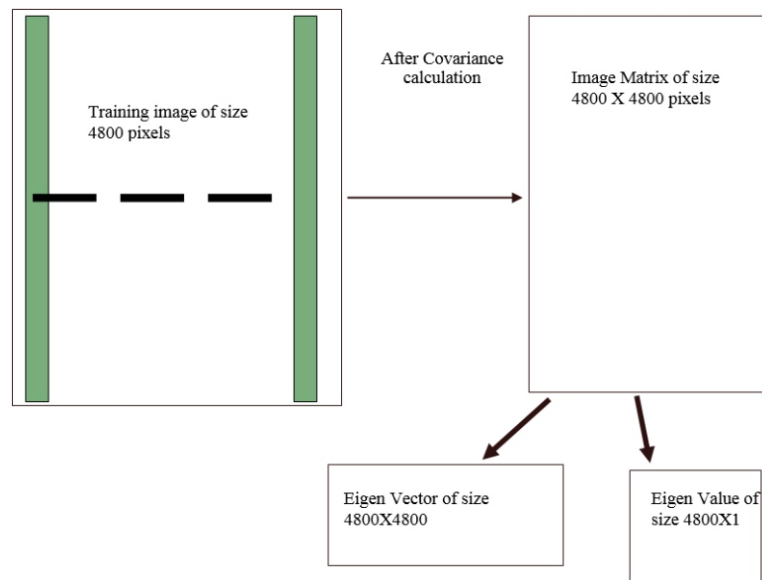 Training image of size
4800 pixels
After Covariance
calculation
Image Matrix of size
4800 X 4800 pixels
Eigen Vector of size
4800X4800
Eigen Value of
size 4800X1